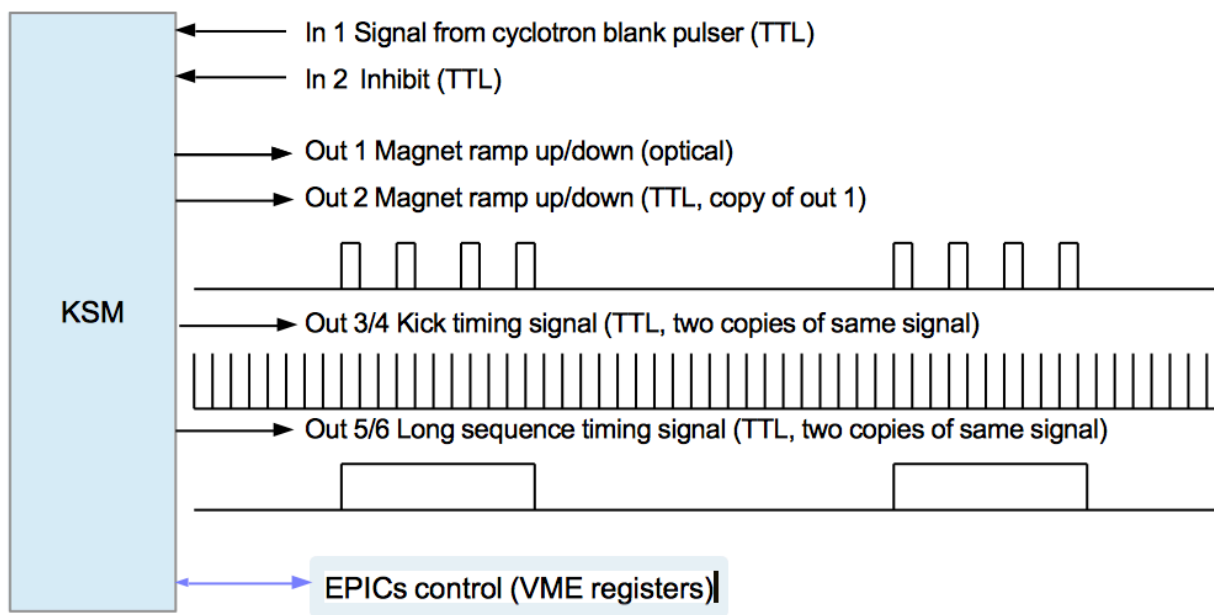 In 1 Signal from cyclotron blank pulser (TTL)
In 2 Inhibit (TTL)
Out 1 Magnet ramp up/down (optical)
Out 2 Magnet ramp up/down (TTL, copy of out 1)
KSM
Out 3/4 Kick timing signal (TTL, two copies of same signal)
Out 5/6 Long sequence timing signal (TTL, two copies of same signal)
EPICs control (VME registers)